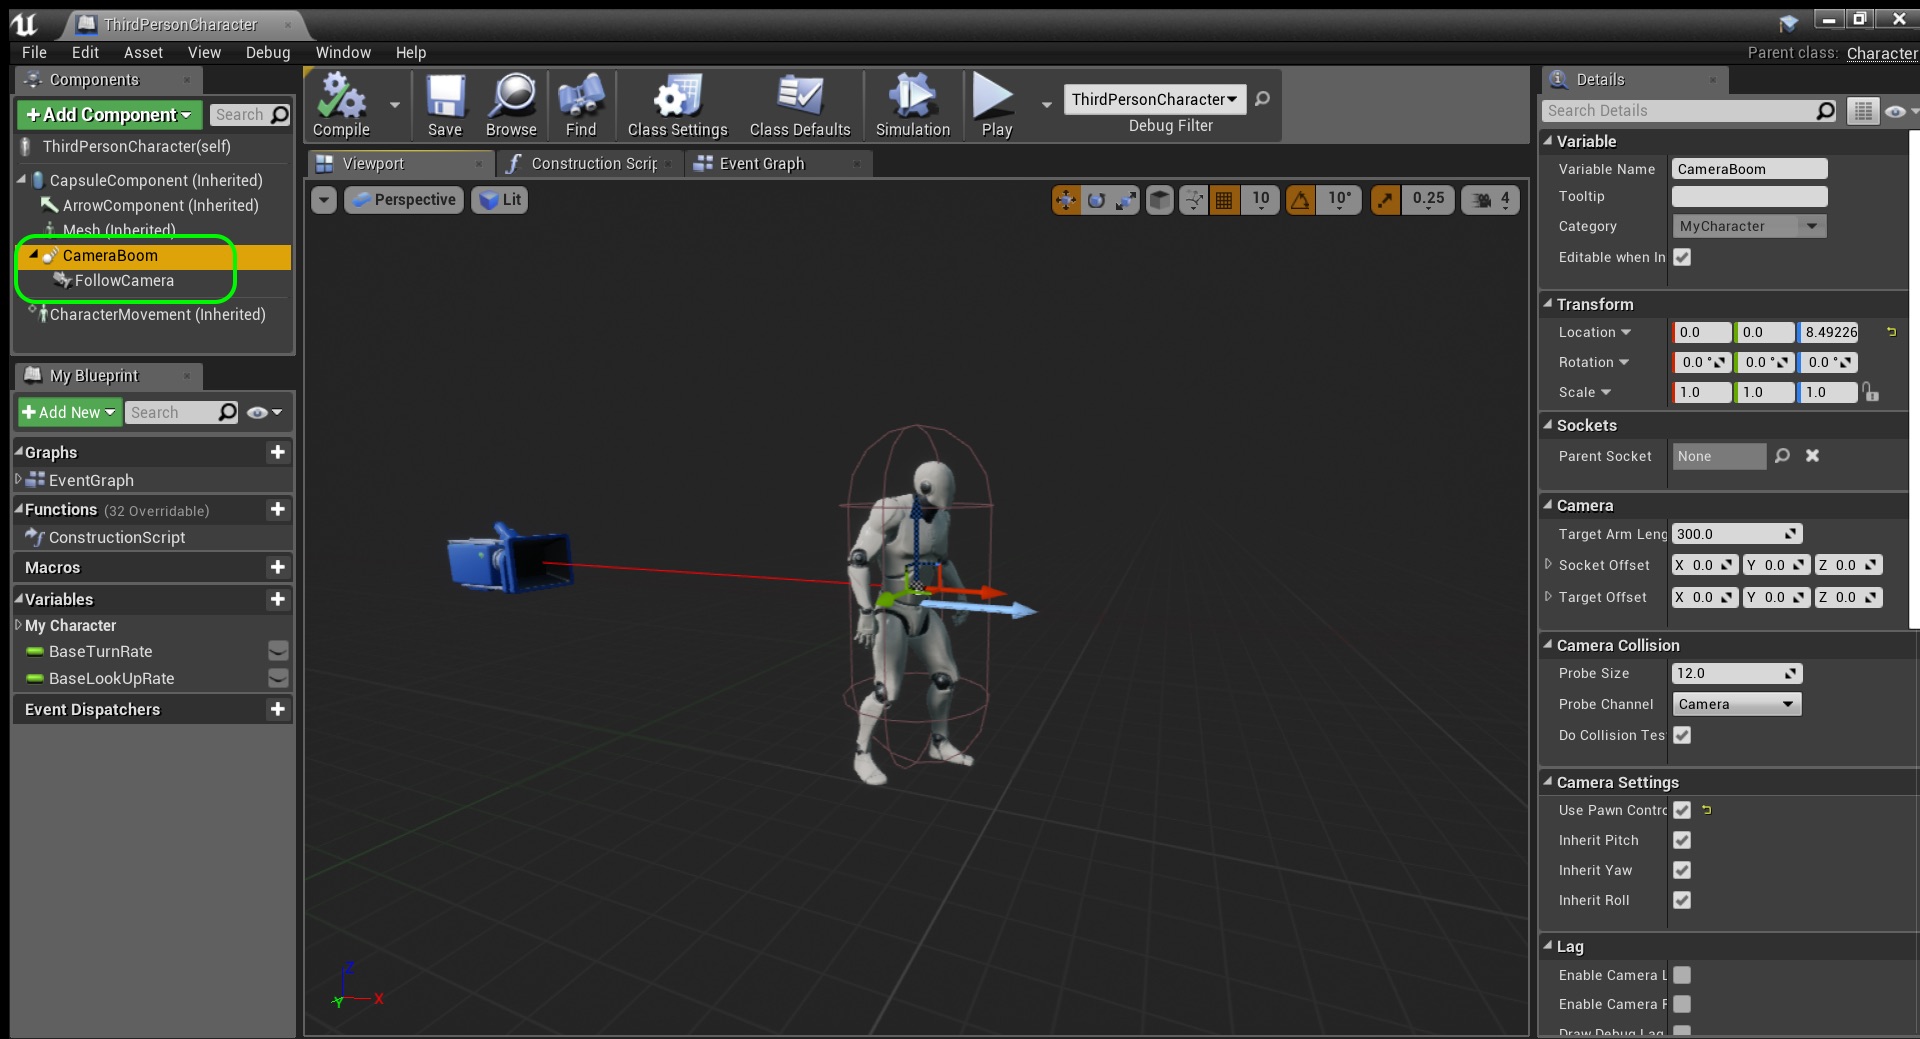 ThirdPersonCharacter
File Edit Asset View Debug Window Help
Parent class: Character
Components
Add Component
Search
ThirdPersonCharacter(self)
CapsuleComponent (Inherited)
ArrowComponent (Inherited)
Mesh (Inherited)
CameraBoom
FollowCamera
CharacterMovement (Inherited)
My Blueprint
Add New
Search
Graphs
EventGraph
Functions (32 Overridable)
ConstructionScript
Macros
Variables
My Character
BaseTurnRate
BaseLookUpRate
Event Dispatchers
Compile
Save
Browse
Find
Class Settings
Class Defaults
Simulation
Play
ThirdPersonCharacter
Debug Filter
Viewport
Construction Scrip
Event Graph
Perspective
Lit
10
10°
0.25
4
Z
Y
X
Details
Search Details
Variable
Variable Name CameraBoom
Tooltip
Category MyCharacter
Editable when In
Transform
Location 0.0 0.0 8.49226
Rotation 0.0 ° 0.0 ° 0.0 °
Scale 1.0 1.0 1.0
Sockets
Parent Socket None
Camera
Target Arm Leng 300.0
Socket Offset X 0.0 Y 0.0 Z 0.0
Target Offset X 0.0 Y 0.0 Z 0.0
Camera Collision
Probe Size 12.0
Probe Channel Camera
Do Collision Tes
Camera Settings
Use Pawn Contro
Inherit Pitch
Inherit Yaw
Inherit Roll
Lag
Enable Camera L
Enable Camera R
Draw Debug Lag